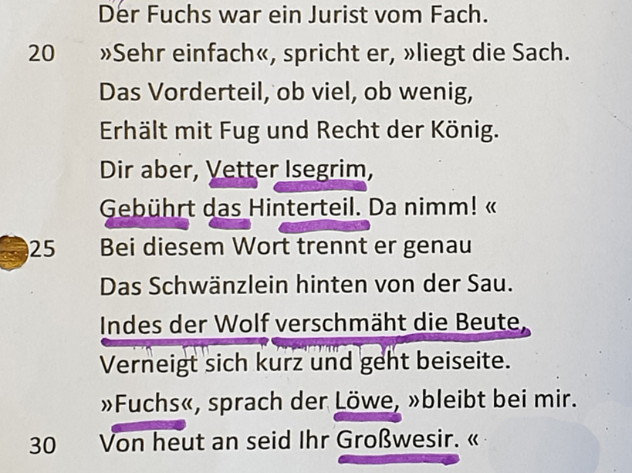 Der Fuchs war ein Jurist vom Fach.
20 »Sehr einfach«, spricht er, »liegt die Sach.
Das Vorderteil, ob viel, ob wenig,
Erhält mit Fug und Recht der König.
Dir aber, Vetter Isegrim,
Gebührt das Hinterteil. Da nimm! «
25 Bei diesem Wort trennt er genau
Das Schwänzlein hinten von der Sau.
Indes der Wolf verschmäht die Beute,
Verneigt sich kurz und geht beiseite.
»Fuchs«, sprach der Löwe, »bleibt bei mir.
30 Von heut an seid Ihr Großwesir. «